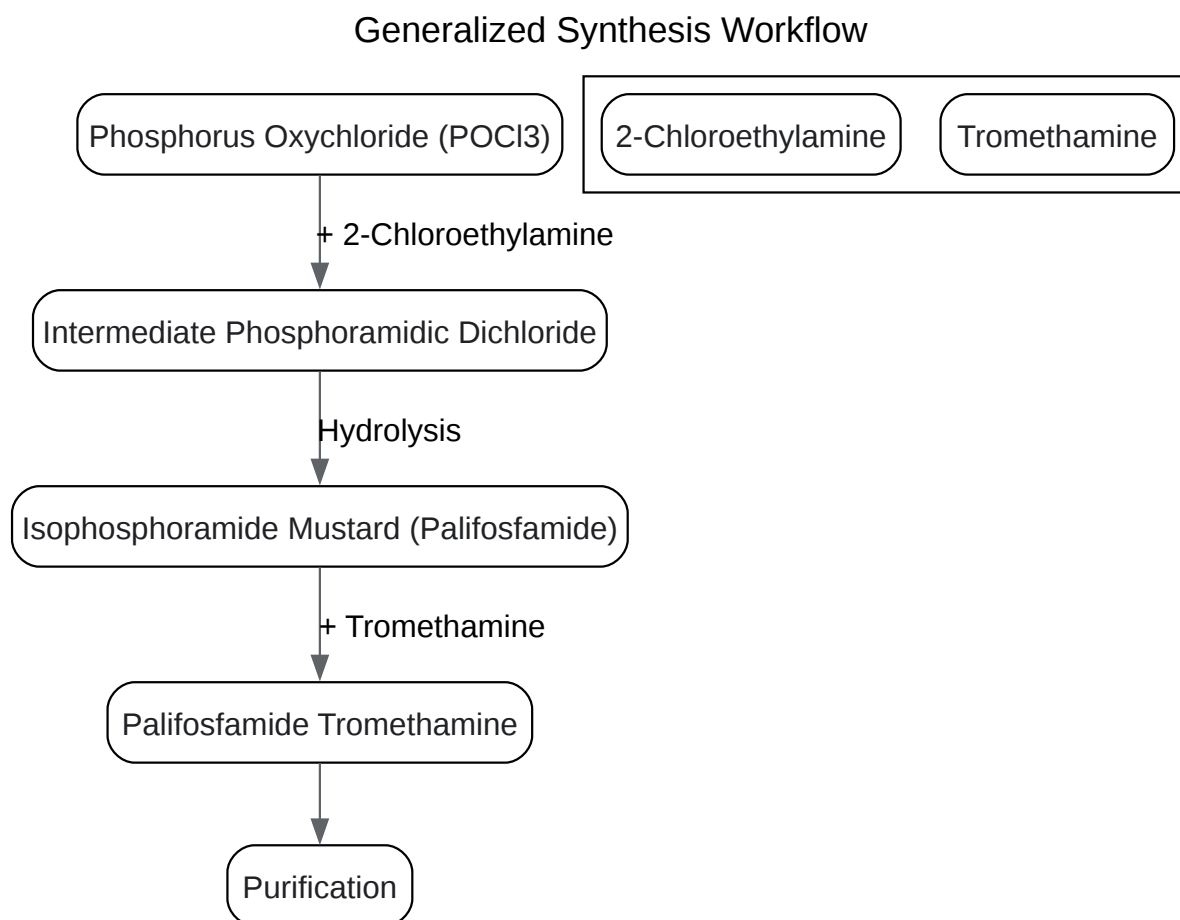 Generalized Synthesis Workflow
Phosphorus Oxychloride (POCl3)
2-Chloroethylamine
Tromethamine
+ 2-Chloroethylamine
Intermediate Phosphoramidic Dichloride
Hydrolysis
Isophosphoramide Mustard (Palifosfamide)
+ Tromethamine
Palifosfamide Tromethamine
Purification